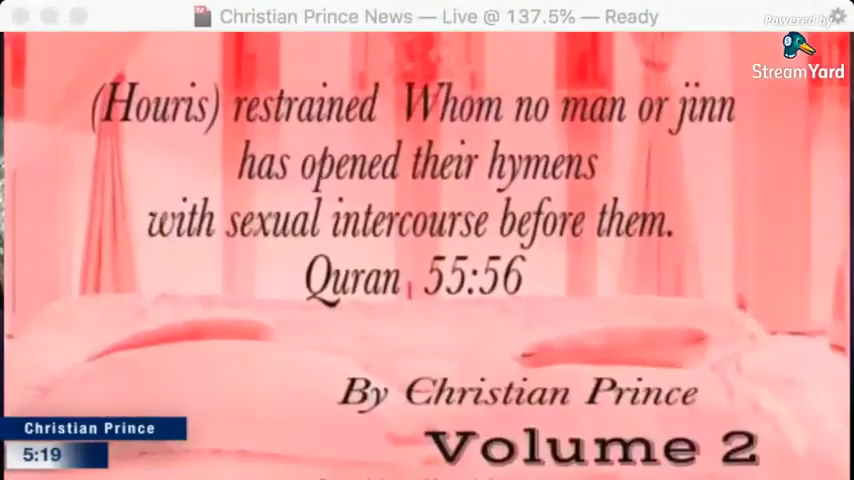 Christian Prince News — Live @ 137.5% — Ready
Powered by
StreamYard
(Houris) restrained Whom no man or jinn
has opened their hymens
with sexual intercourse before them.
Quran 55:56
By Christian Prince
Volume 2
Christian Prince
5:19